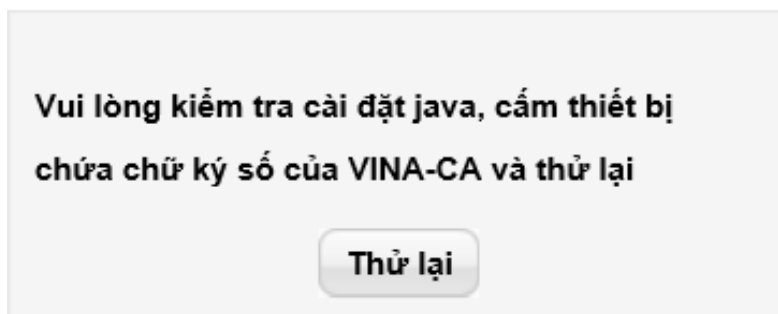 Vui lòng kiểm tra cài đặt java, cắm thiết bị
chứa chữ ký số của VINA-CA và thử lại
Thử lại